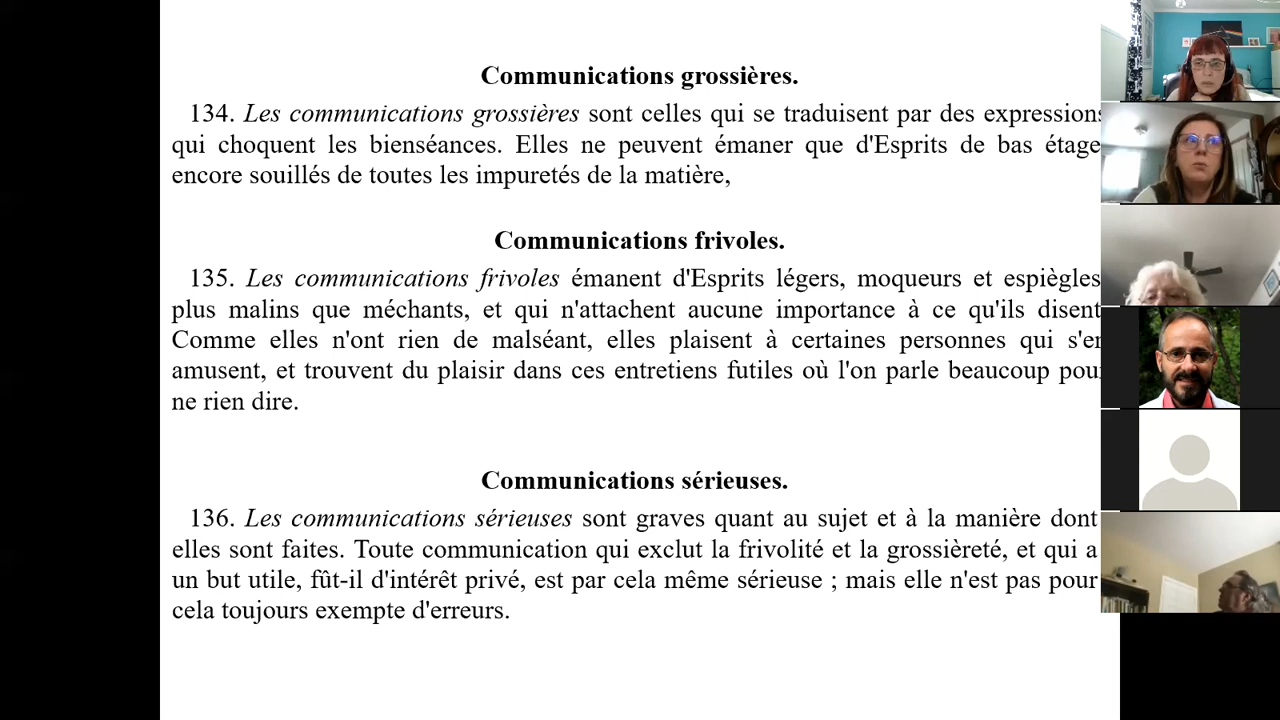 Communications grossières.
134. Les communications grossières sont celles qui se traduisent par des expressions
qui choquent les bienséances. Elles ne peuvent émaner que d'Esprits de bas étage
encore souillés de toutes les impuretés de la matière,
Communications frivoles.
135. Les communications frivoles émanent d'Esprits légers, moqueurs et espiègles
plus malins que méchants, et qui n'attachent aucune importance à ce qu'ils disent
Comme elles n'ont rien de malséant, elles plaisent à certaines personnes qui s'en
amusent, et trouvent du plaisir dans ces entretiens futiles où l'on parle beaucoup pour
ne rien dire.
Communications sérieuses.
136. Les communications sérieuses sont graves quant au sujet et à la manière dont
elles sont faites. Toute communication qui exclut la frivolité et la grossièreté, et qui a
un but utile, fût-il d'intérêt privé, est par cela même sérieuse ; mais elle n'est pas pour
cela toujours exempte d'erreurs.